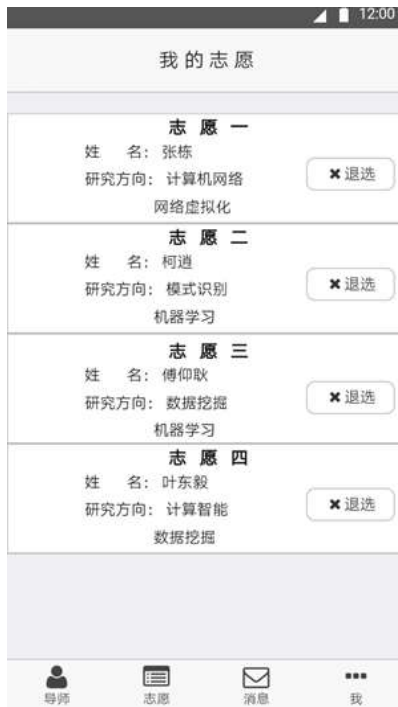 12:00
我的志愿
志 愿 一
姓 名: 张栋
研究方向: 计算机网络
✖退选
网络虚拟化
志 愿 二
姓 名: 柯逍
研究方向: 模式识别
✖退选
机器学习
志 愿 三
姓 名: 傅仰耿
研究方向: 数据挖掘
✖退选
机器学习
志 愿 四
姓 名: 叶东毅
研究方向: 计算智能
✖退选
数据挖掘
导师 志愿 消息 我